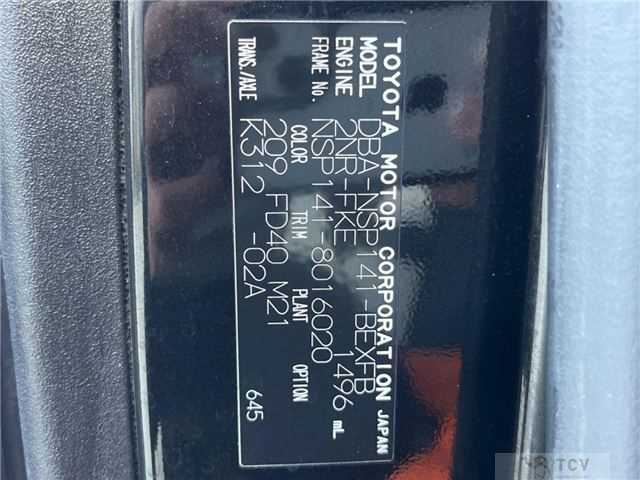 TOYOTA MOTOR CORPORATION JAPAN
MODEL DBA-NSP141-BEXFB
ENGINE 2NR-FKE 1496 mL
FRAME No. NSP141-8016020
COLOR TRIM PLANT OPTION
209 FD40 M21
TRANS./AXLE K312 -02A 645
TCV